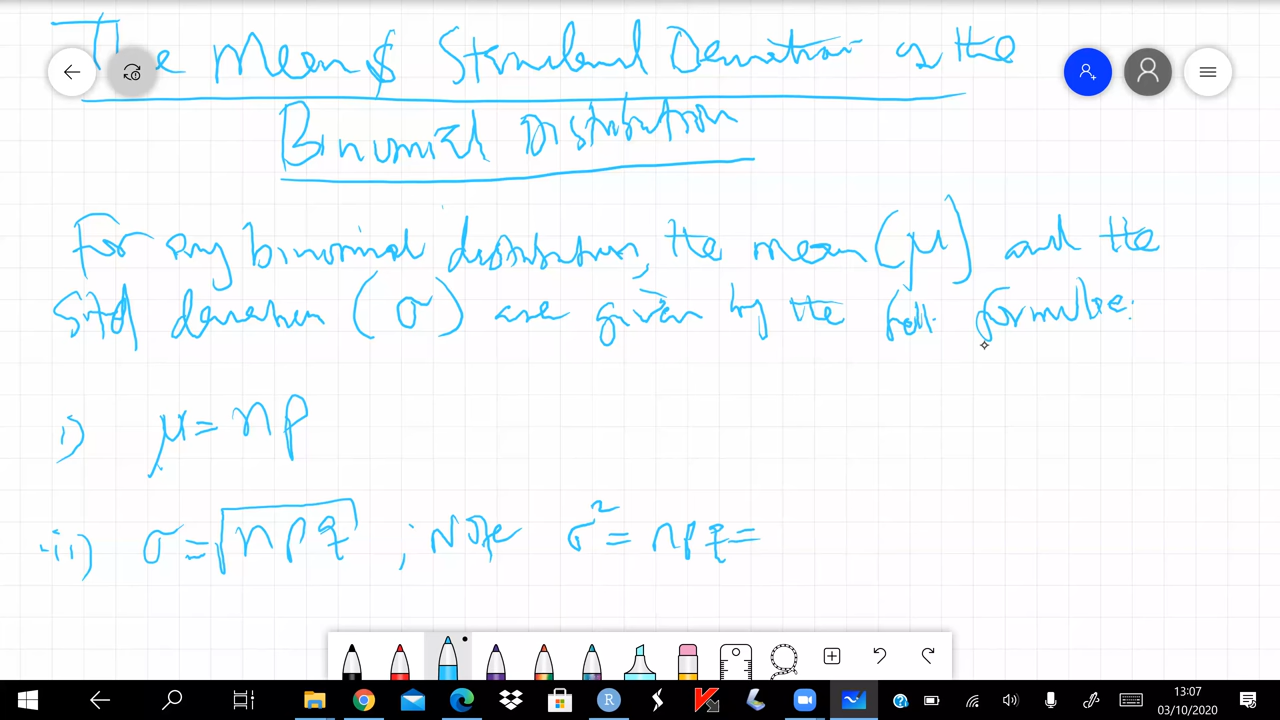 The Mean $ Standard Deviation of the
Binomial Distribution
For any binomial distribution, the mean (μ) and the
Std deviation (σ) are given by the foll. formulae:
i) μ = np
ii) σ = √npq ; Note σ² = npq =
13:07
03/10/2020